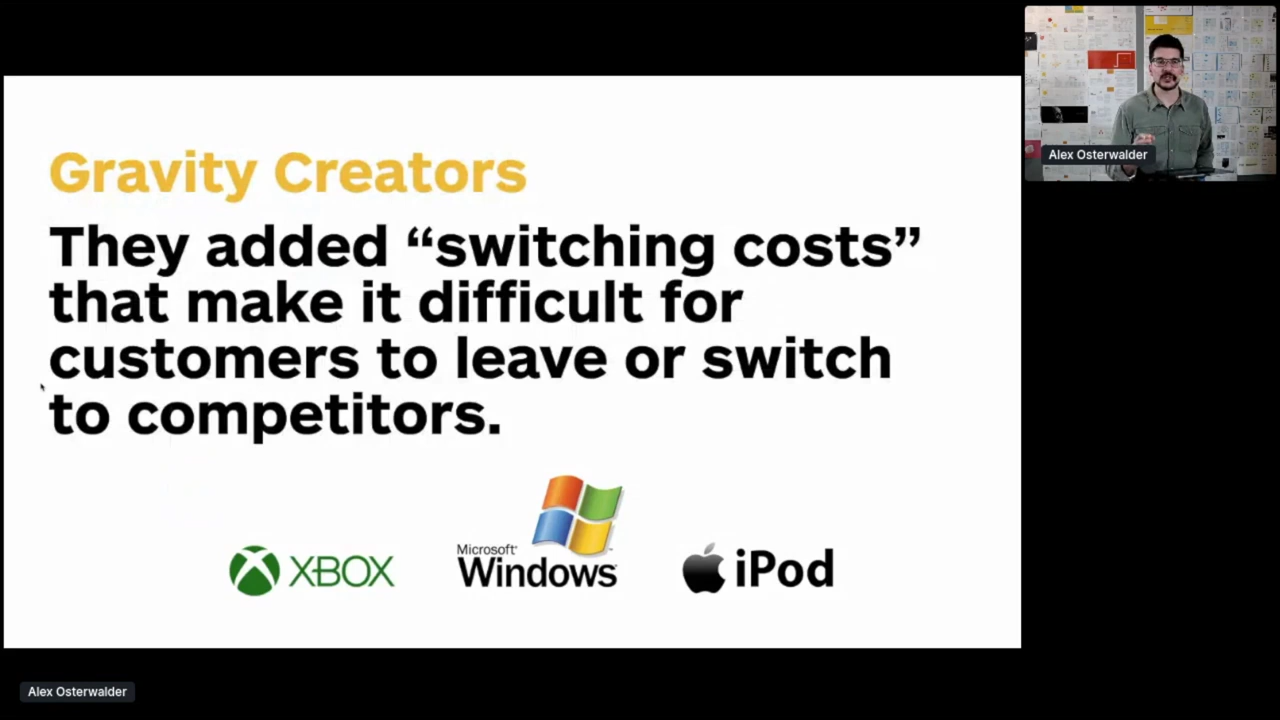 Gravity Creators
They added “switching costs”
that make it difficult for
customers to leave or switch
to competitors.
XBOX
Microsoft
Windows
iPod
Alex Osterwalder
Alex Osterwalder